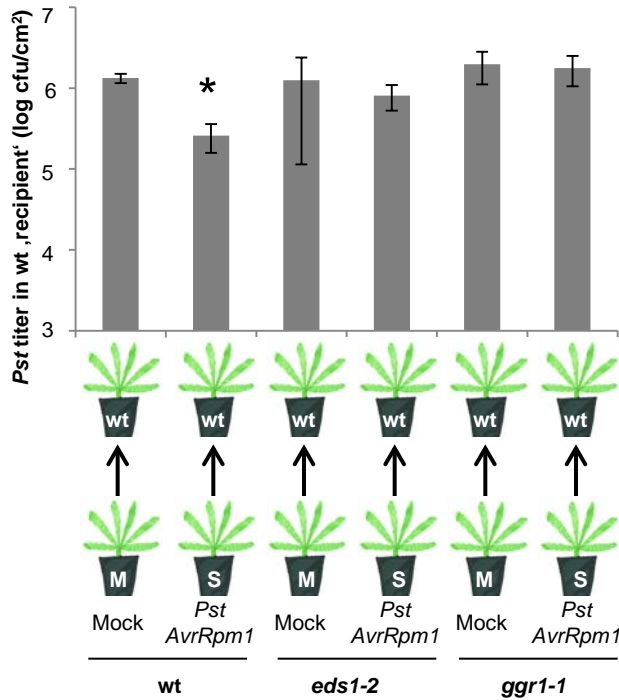 Pst titer in wt ‚recipient‘ (log cfu/cm²)
7
6
5
4
3
*
wt wt wt wt wt wt
M S M S M S
Mock Pst AvrRpm1 Mock Pst AvrRpm1 Mock Pst AvrRpm1
wt eds1-2 ggr1-1